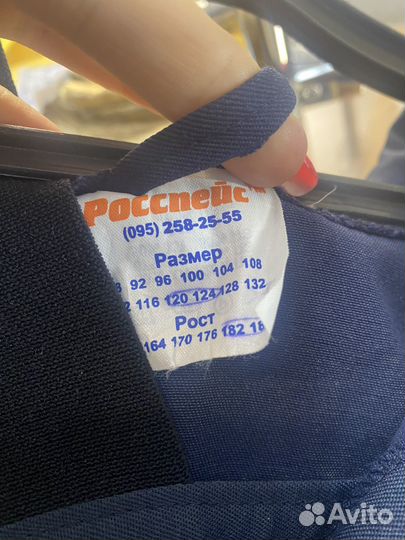 Росспейс
(095) 258-25-55
Размер
92 96 100 104 108
116 120 124 128 132
Рост
164 170 176 182
Avito